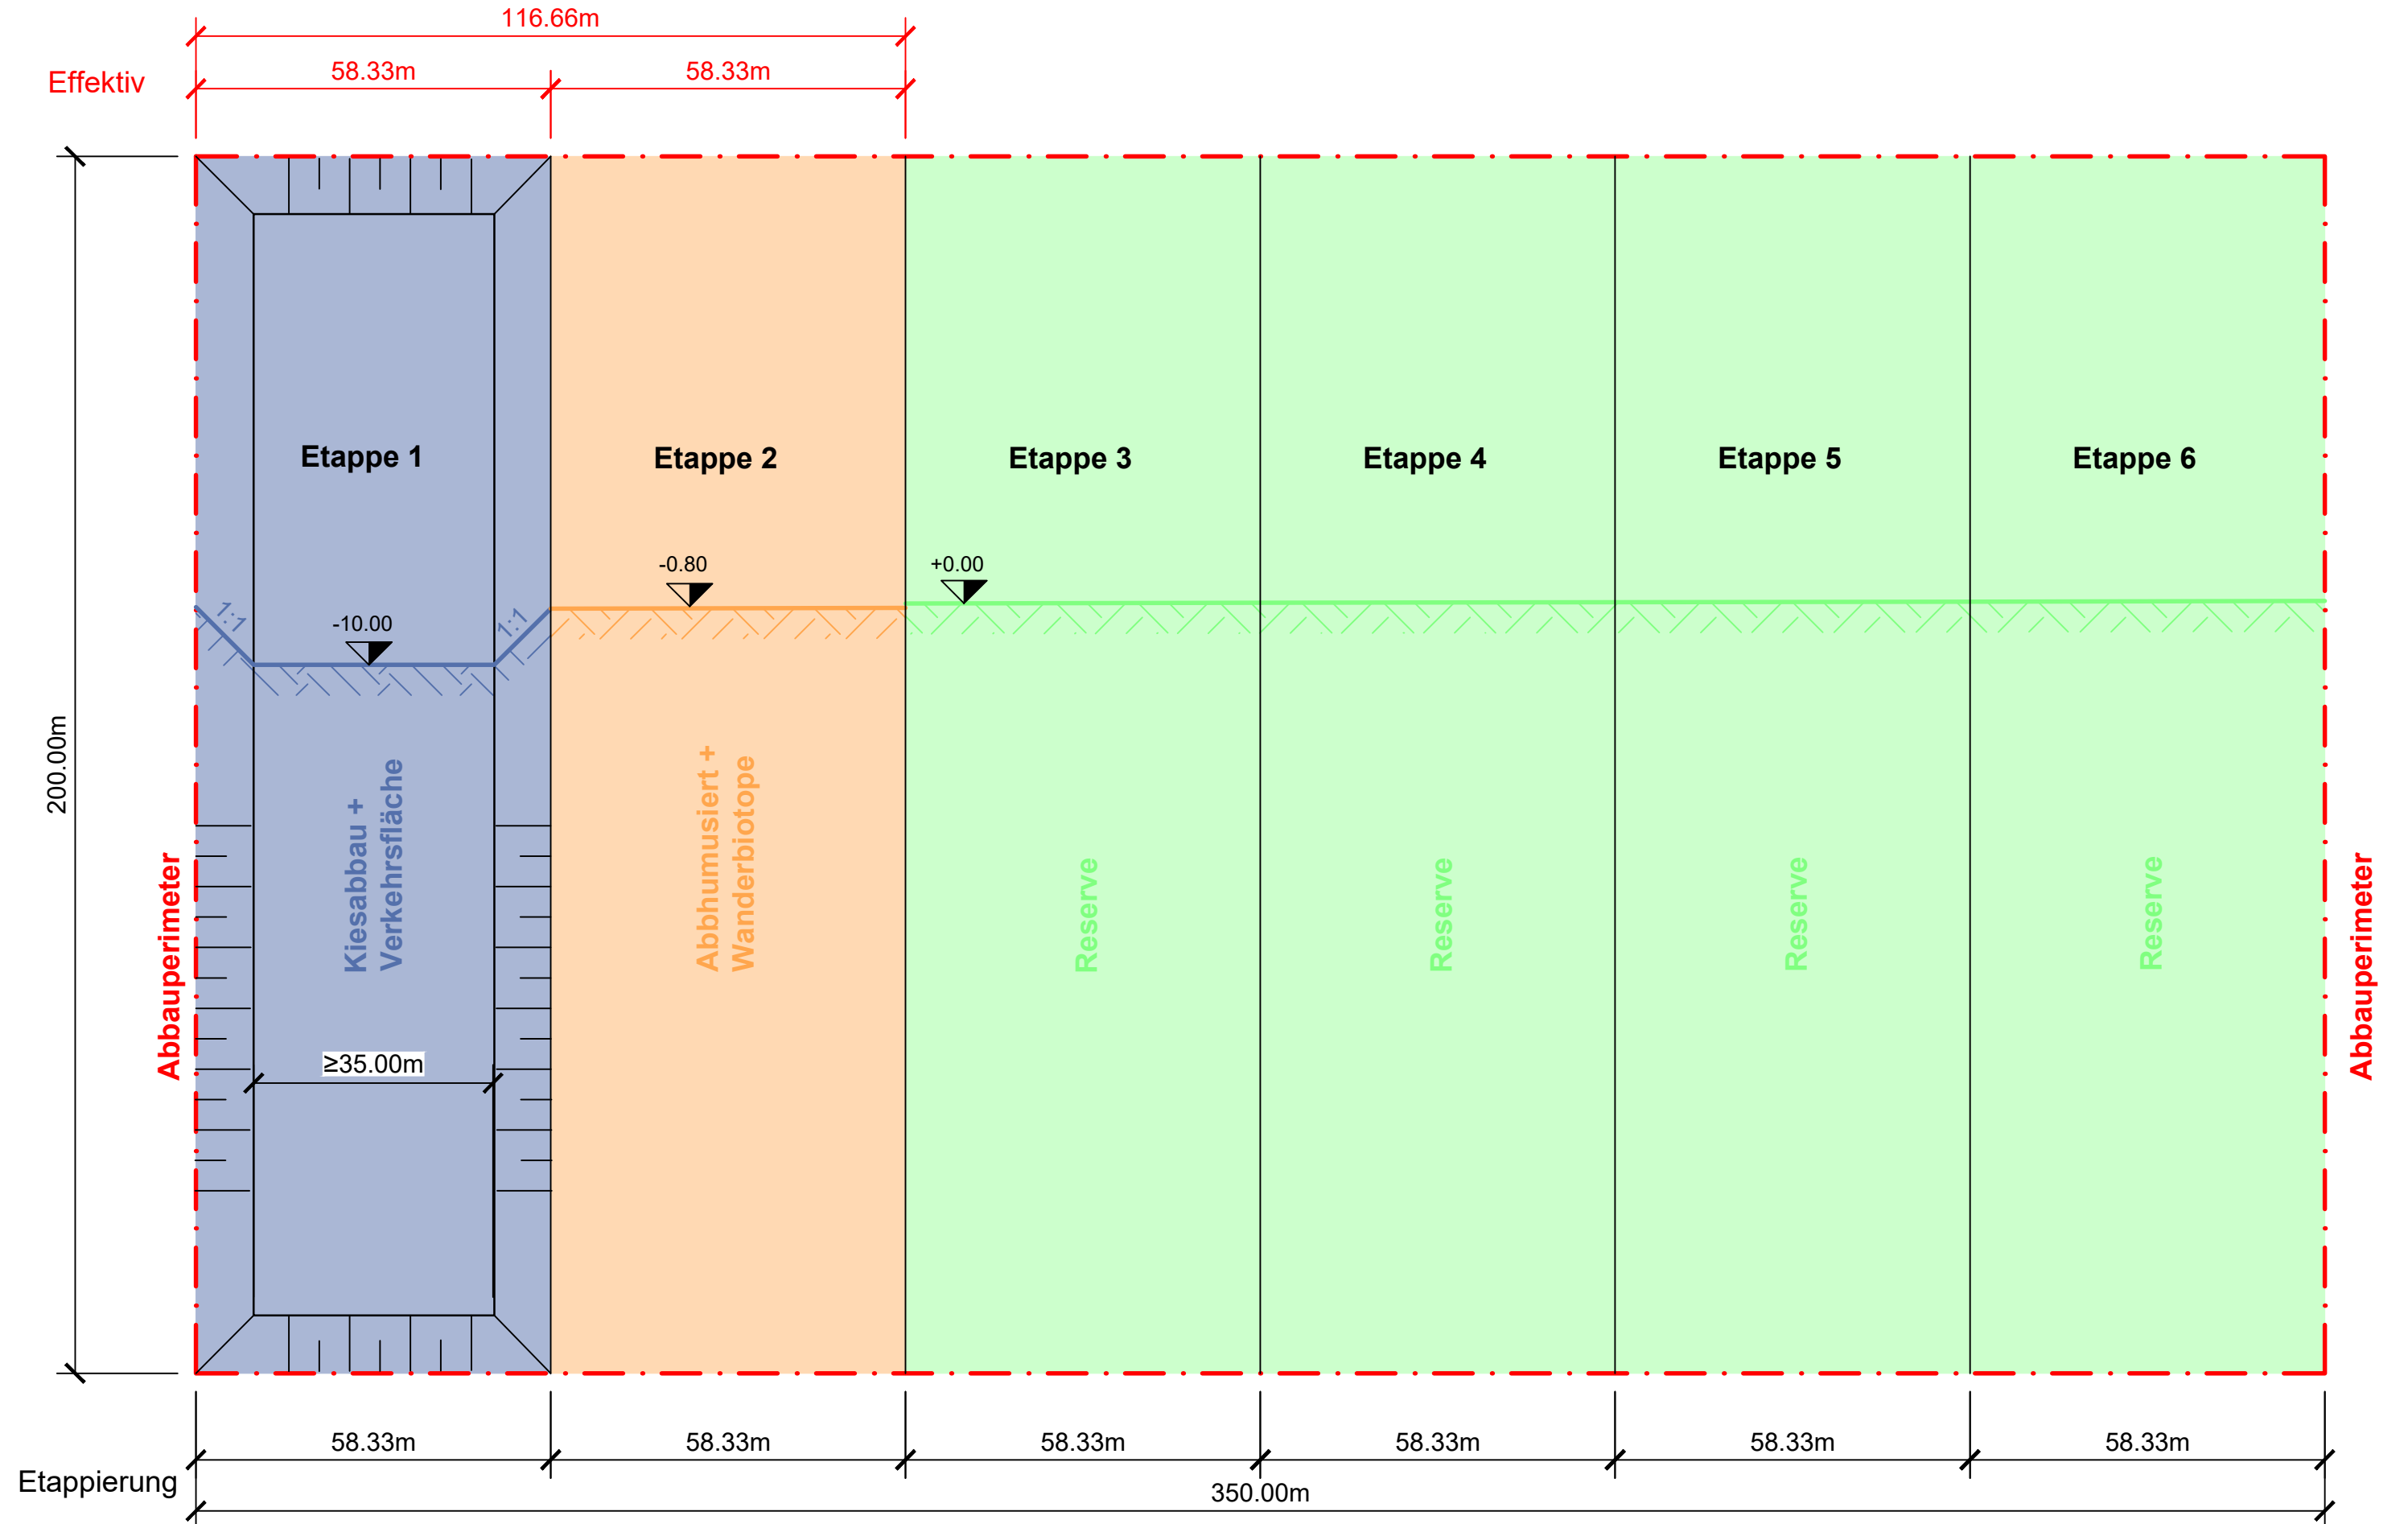 116.66m
Effektiv
58.33m
58.33m
Etappe 1
Etappe 2
Etappe 3
Etappe 4
Etappe 5
Etappe 6
-0.80
+0.00
1:1
-10.00
1:1
200.00m
Abbauperimeter
Kiesabbau +
Verkehrsfläche
Abbhumusiert +
Wanderbiotope
Reserve
Reserve
Reserve
Reserve
Abbauperimeter
≥35.00m
58.33m
58.33m
58.33m
58.33m
58.33m
58.33m
Etappierung
350.00m